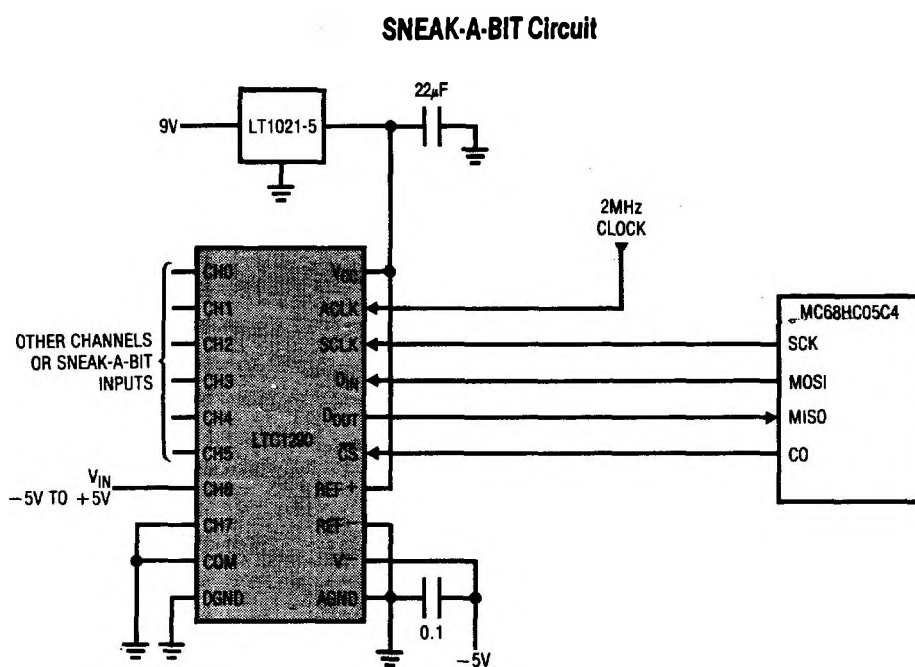 SNEAK-A-BIT Circuit
9V
LT1021-5
22µF
2MHz
CLOCK
OTHER CHANNELS
OR SNEAK-A-BIT
INPUTS
VIN
−5V TO +5V
CH0
CH1
CH2
CH3
CH4
CH5
CH6
CH7
COM
DGND
LTC1290
VCC
ACLK
SCLK
DIN
DOUT
CS
REF+
REF−
V−
AGND
0.1
−5V
MC68HC05C4
SCK
MOSI
MISO
CO